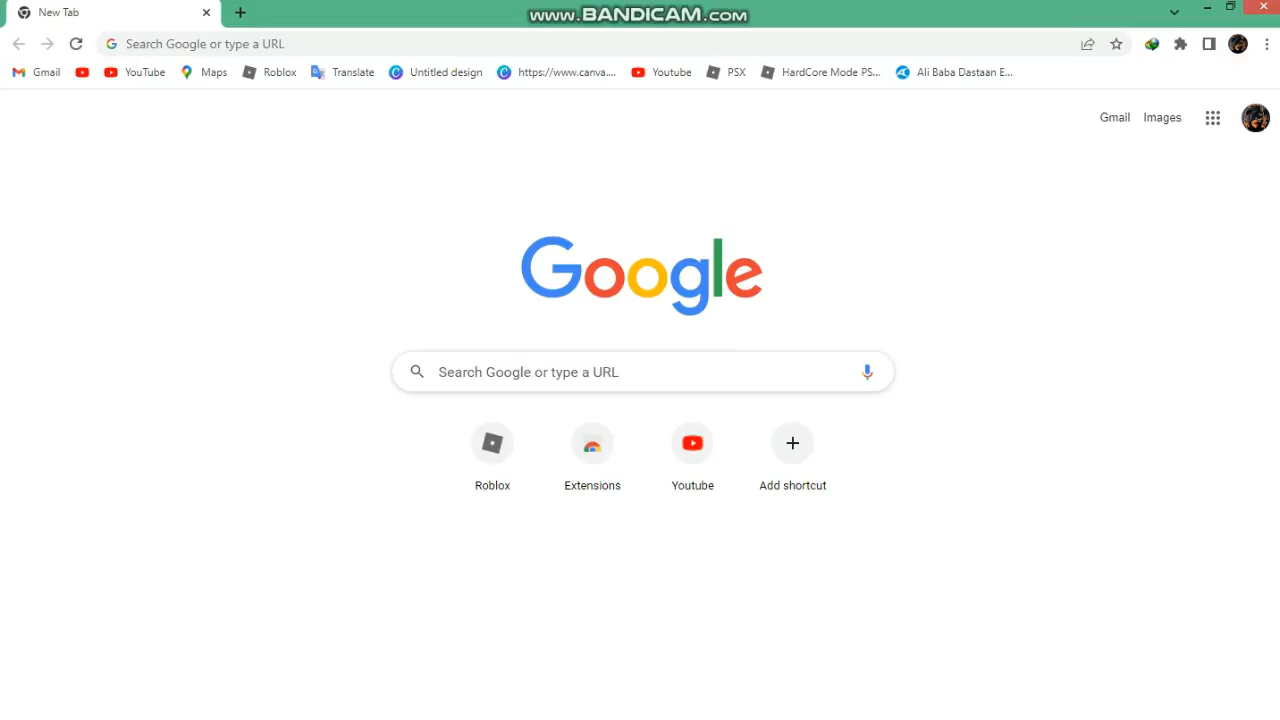 New Tab
www.BANDICAM.com
Search Google or type a URL
Gmail YouTube Maps Roblox Translate Untitled design https://www.canva.... Youtube PSX HardCore Mode PS... Ali Baba Dastaan E...
Gmail Images
Google
Search Google or type a URL
Roblox Extensions Youtube Add shortcut